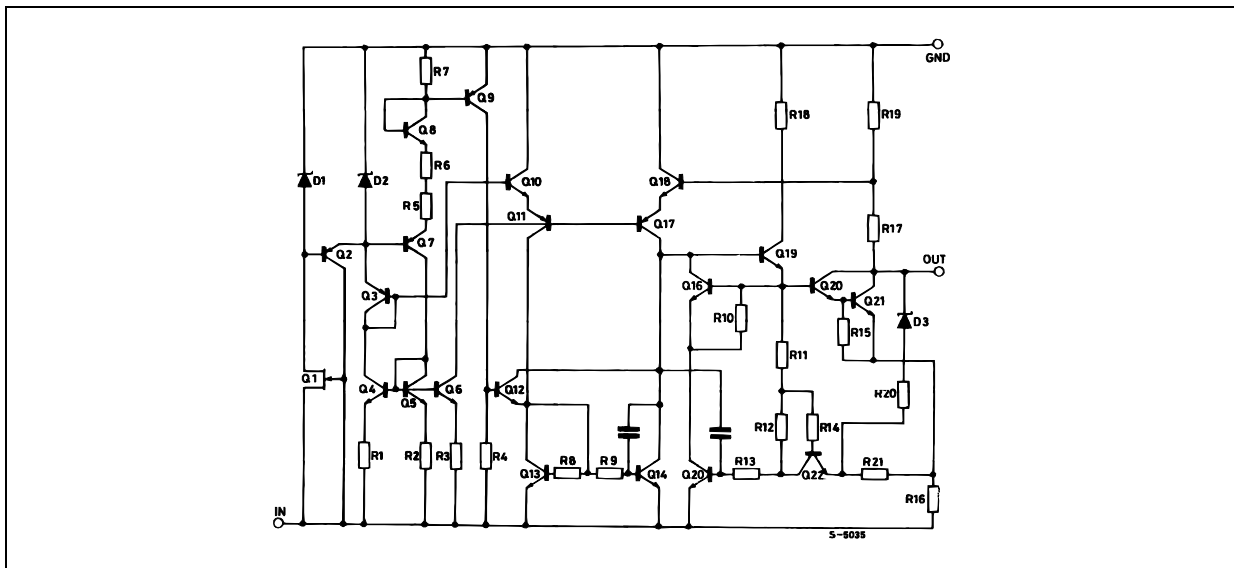 GND
R7
Q9
R18
R19
Q8
R6
D1
D2
Q10
Q18
R5
Q11
Q17
R17
Q2
Q7
Q19
OUT
Q3
Q16
Q20
Q21
R10
R15
D3
R11
Q1
Q4
Q5
Q6
Q12
R20
R12
R14
R1
R2
R3
R4
Q13
R8
R9
Q14
Q20
R13
Q22
R21
R16
IN
S-5035